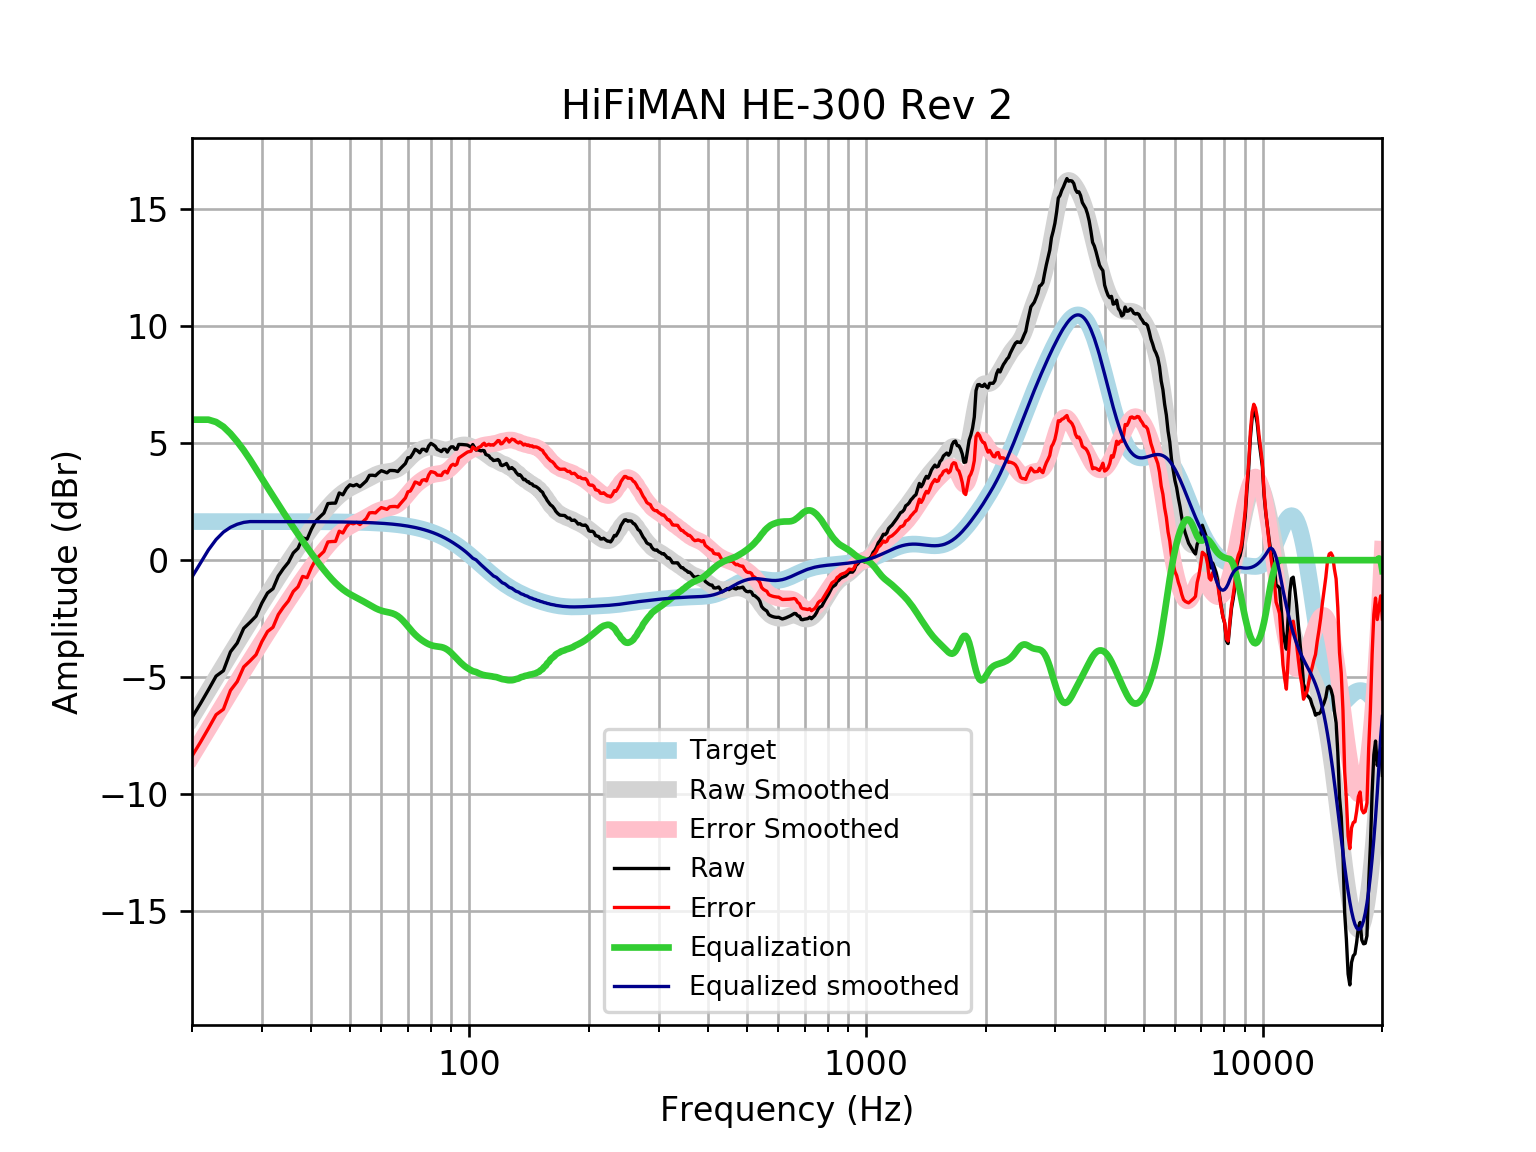 HiFiMAN HE-300 Rev 2
15
10
5
0
−5
−10
−15
Amplitude (dBr)
Target
Raw Smoothed
Error Smoothed
Raw
Error
Equalization
Equalized smoothed
100
1000
10000
Frequency (Hz)